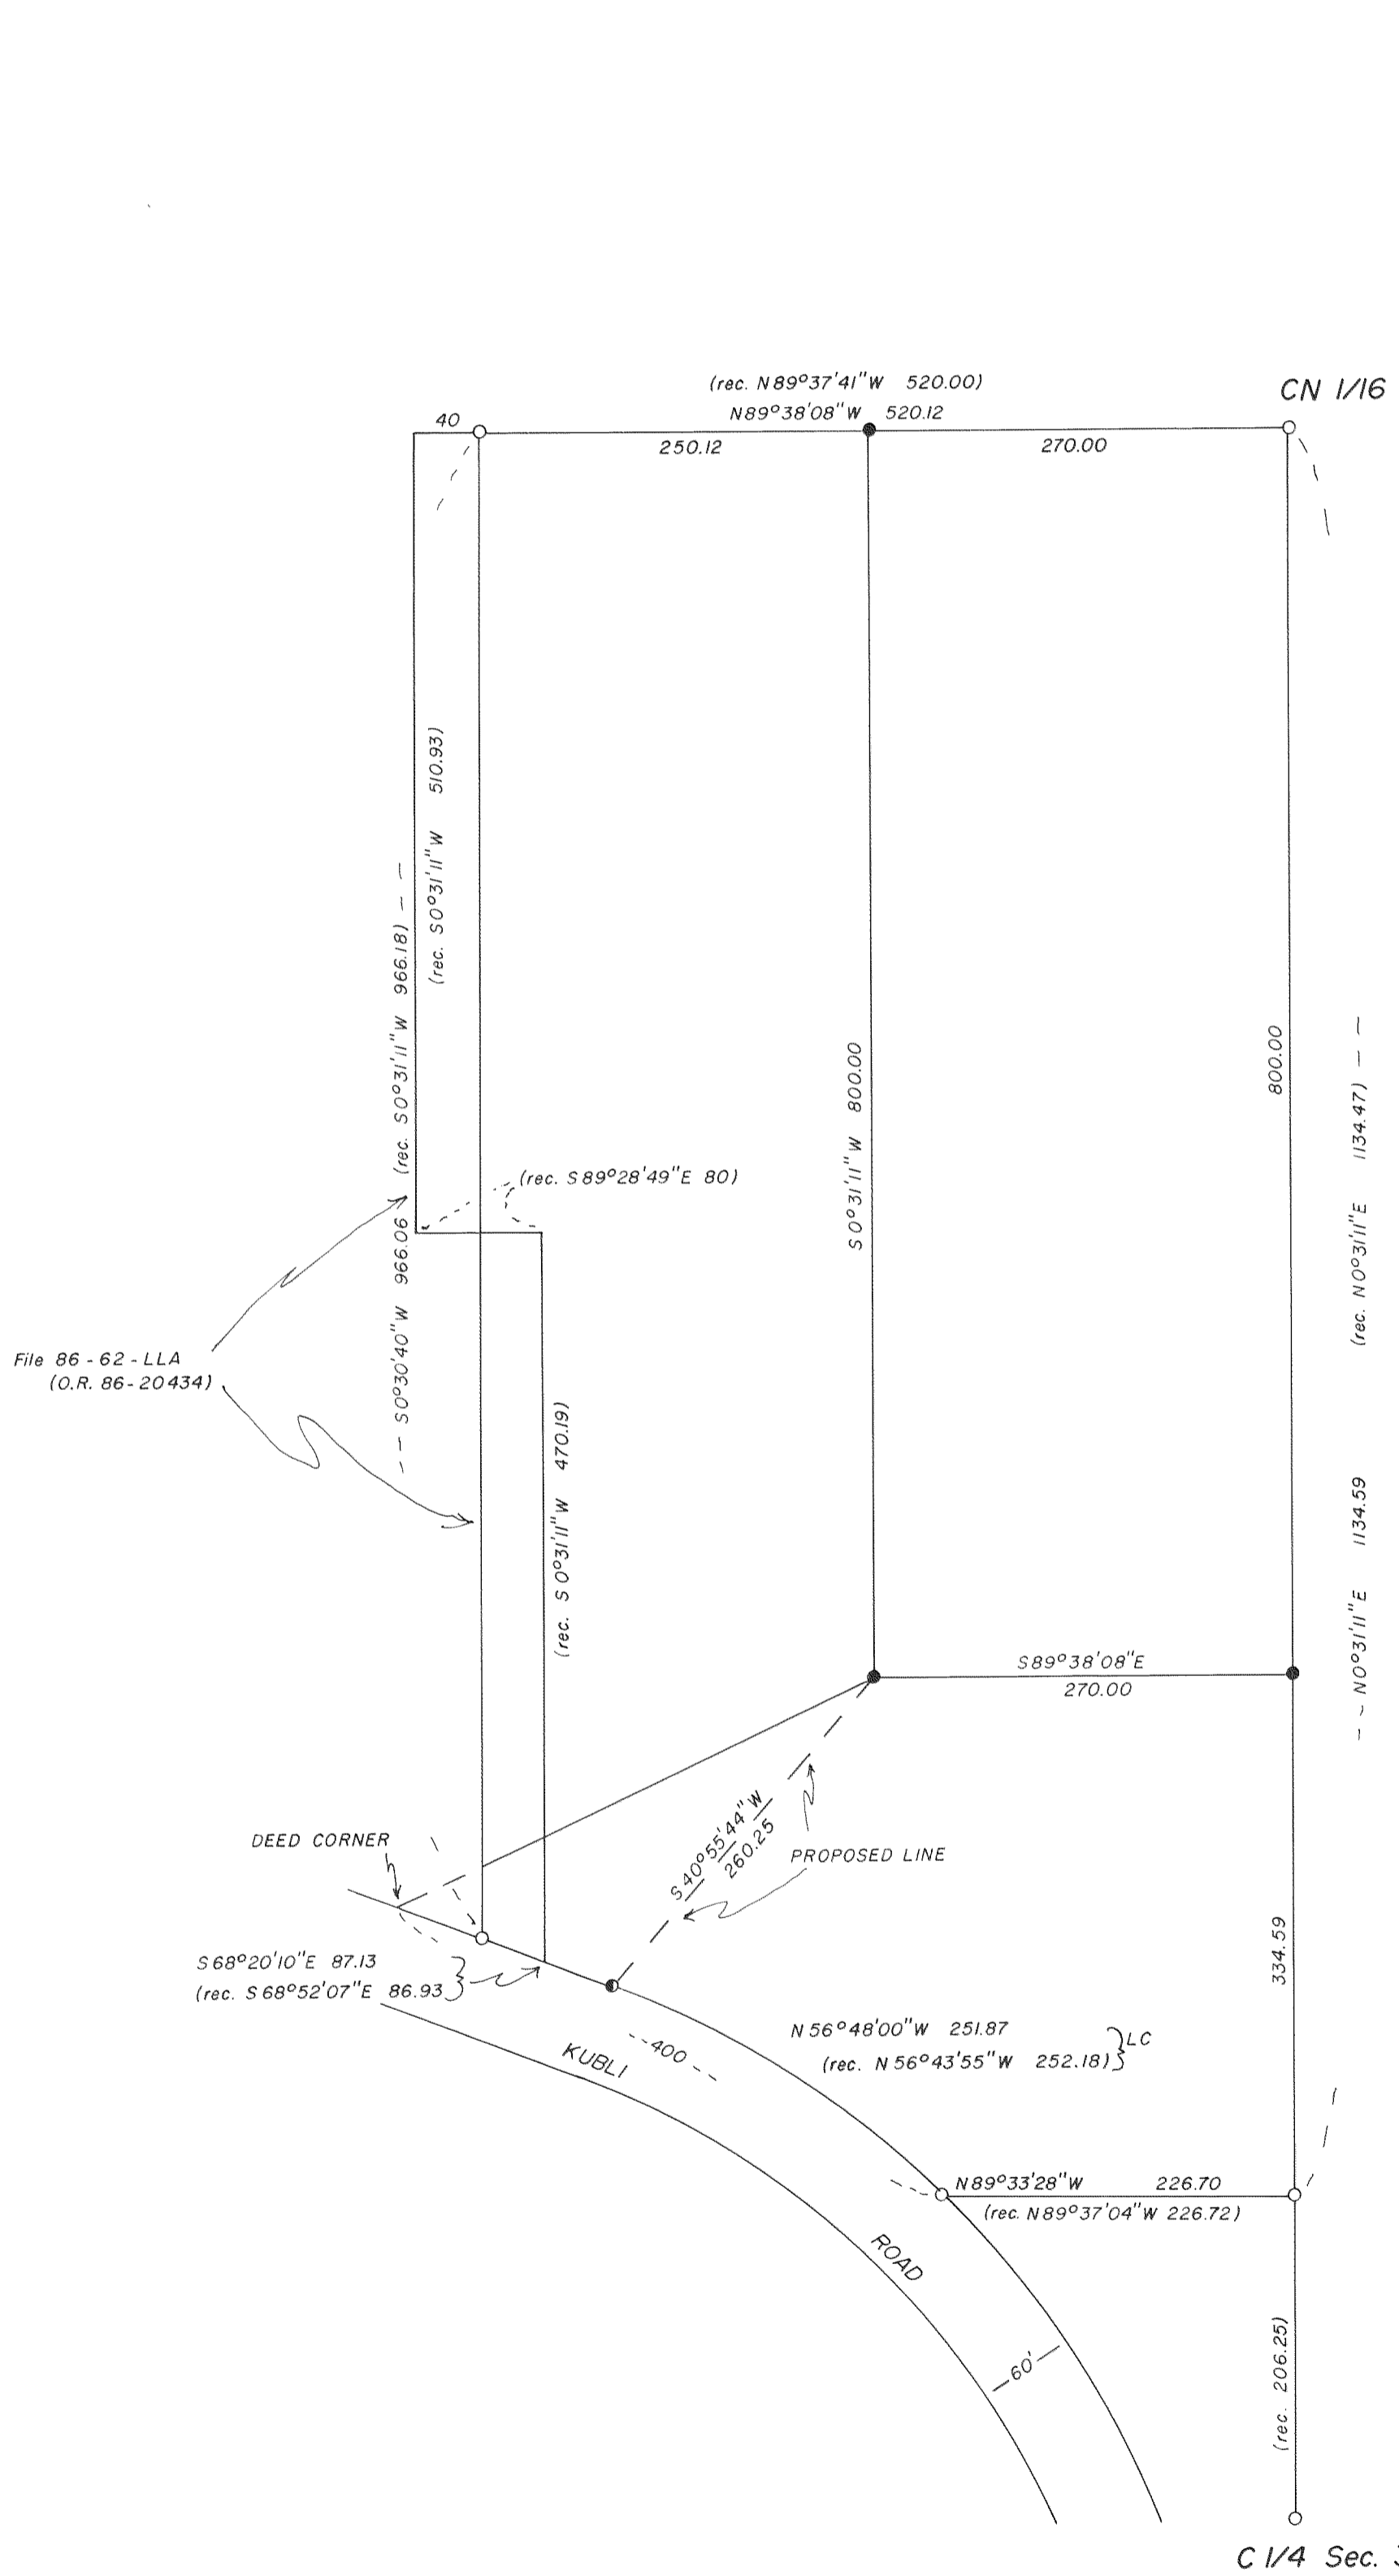 (rec. N89°37'41"W 520.00)
CN 1/16
N89°38'08"W 520.12
40
250.12
270.00
(rec. S0°31'11"W 510.93)
(rec. S0°31'11"W 966.18)
S0°30'40"W 966.06
S0°31'11"W 800.00
800.00
(rec. N0°31'11"E 1134.47)
N0°31'11"E 1134.59
(rec. S89°28'49"E 80)
File 86-62-LLA
(O.R. 86-20434)
(rec. S0°31'11"W 470.19)
S89°38'08"E
270.00
S40°55'44"W
260.25
PROPOSED LINE
DEED CORNER
S68°20'10"E 87.13
(rec. S68°52'07"E 86.93
334.59
N56°48'00"W 251.87
(rec. N56°43'55"W 252.18)
LC
400
KUBLI
N89°33'28"W 226.70
(rec. N89°37'04"W 226.72)
ROAD
60'
(rec. 206.25)
C 1/4 Sec.